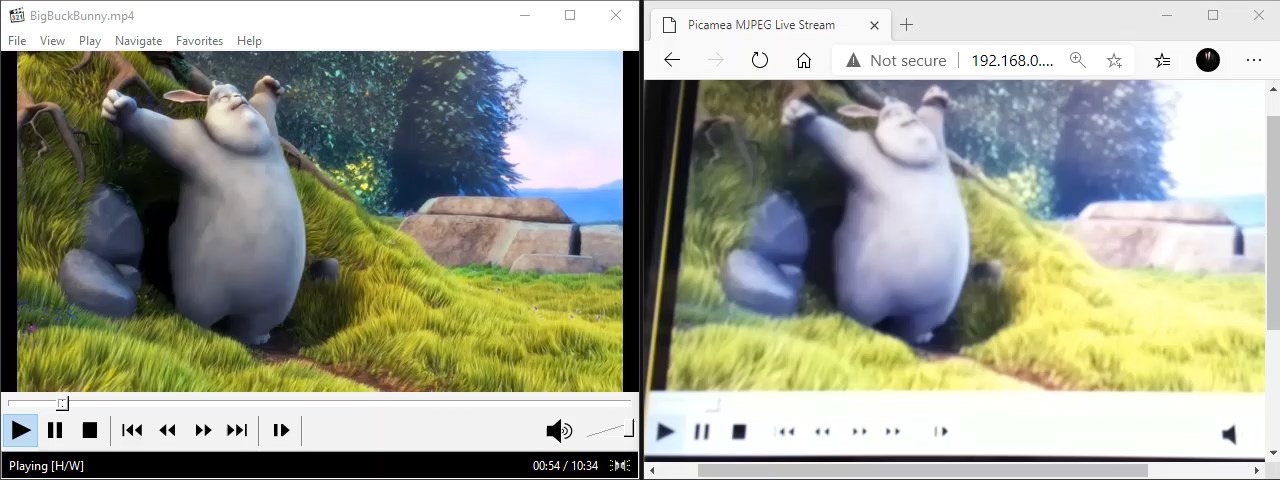 BigBuckBunny.mp4
File View Play Navigate Favorites Help
Playing [H/W]
00:54 / 10:34
Picamea MJPEG Live Stream
Not secure
192.168.0....